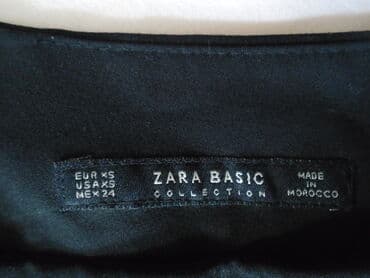 EUR XS
USA XS
MEX 24
ZARA BASIC
COLLECTION
MADE
IN
MOROCCO